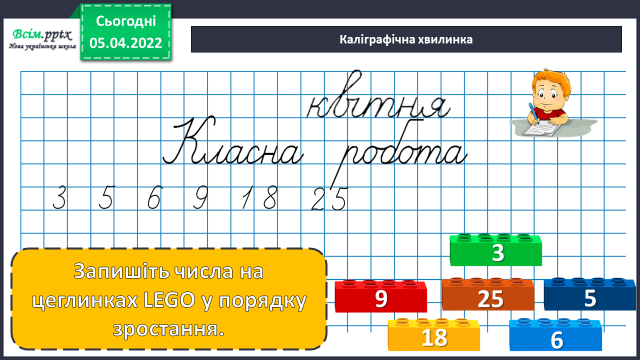 Всім.pptx
Нова українська школа
Сьогодні
05.04.2022
Каліграфічна хвилинка
квітня
Класна робота
3 5 6 9 18 25
Запишіть числа на
цеглинках LEGO у порядку
зростання.
3
9 25 5
18 6